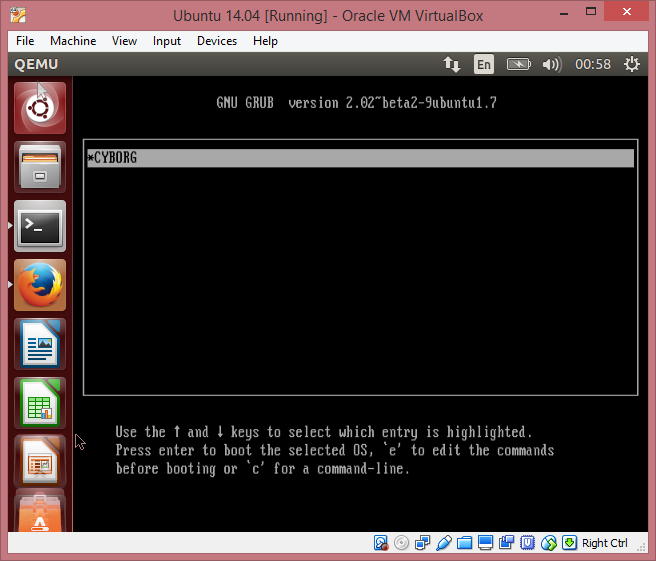 Ubuntu 14.04 [Running] - Oracle VM VirtualBox
File Machine View Input Devices Help
QEMU En 00:58
GNU GRUB version 2.02~beta2-9ubuntu1.7
*CYBORG
Use the ↑ and ↓ keys to select which entry is highlighted.
Press enter to boot the selected OS, `e' to edit the commands
before booting or `c' for a command-line.
Right Ctrl